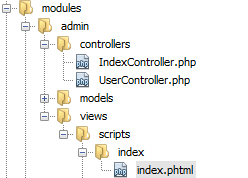 modules
admin
controllers
IndexController.php
UserController.php
models
views
scripts
index
index.phtml